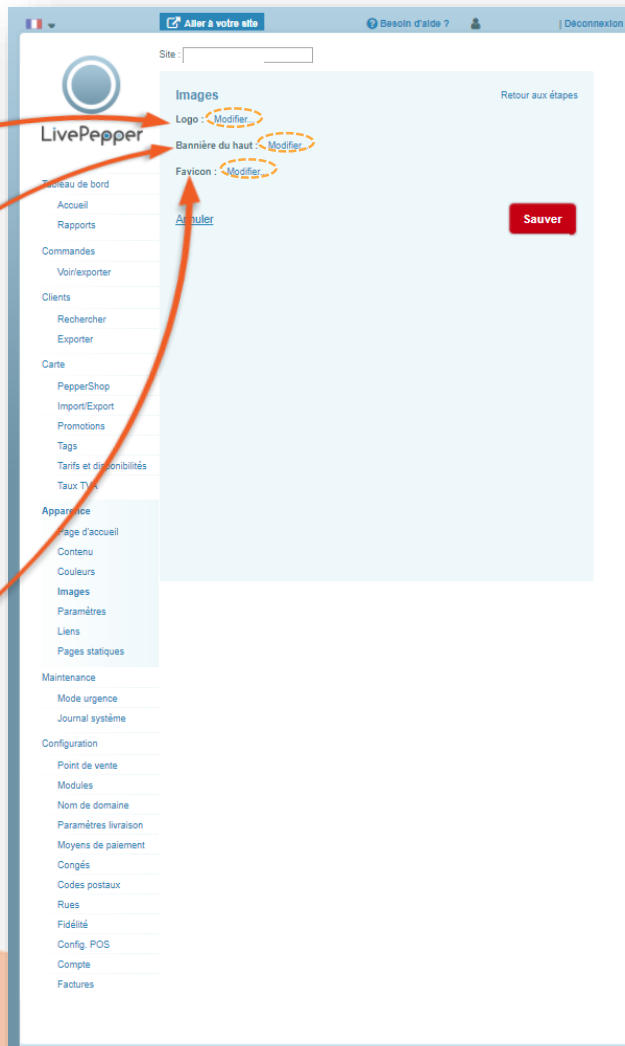 Aller à votre site
Besoin d'aide ?
| Déconnexion
Site :
LivePepper
Images
Retour aux étapes
Logo : Modifier...
Bannière du haut : Modifier...
Favicon : Modifier...
Annuler
Sauver
Tableau de bord
Accueil
Rapports
Commandes
Voir/exporter
Clients
Rechercher
Exporter
Carte
PepperShop
Import/Export
Promotions
Tags
Tarifs et disponibilités
Taux TVA
Apparence
Page d'accueil
Contenu
Couleurs
Images
Paramètres
Liens
Pages statiques
Maintenance
Mode urgence
Journal système
Configuration
Point de vente
Modules
Nom de domaine
Paramètres livraison
Moyens de paiement
Congés
Codes postaux
Rues
Fidélité
Config. POS
Compte
Factures